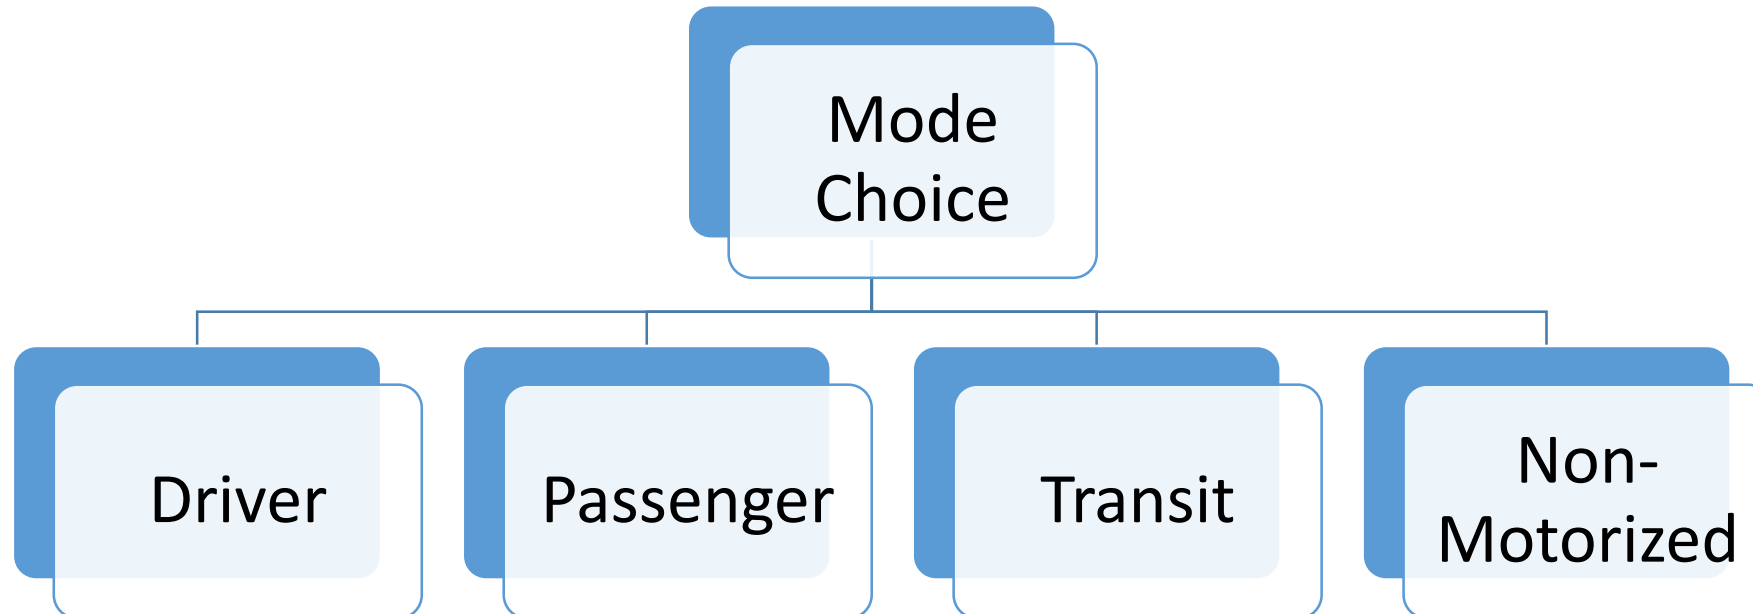 Mode
Choice
Driver
Passenger
Transit
Non-
Motorized